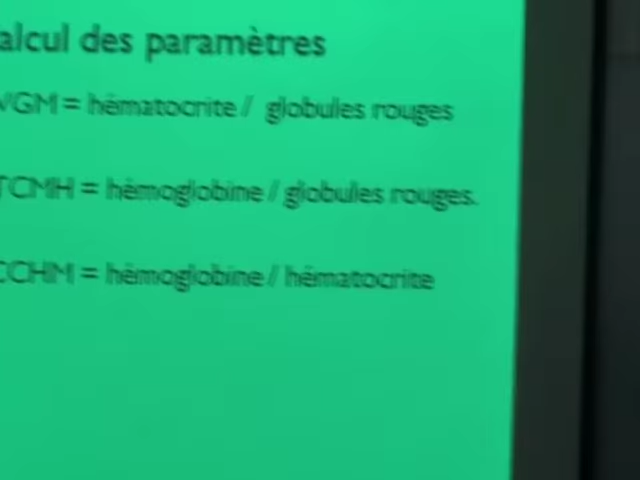 alcul des paramètres
VGM = hématocrite / globules rouges
TCMH = hémoglobine / globules rouges.
CCHM = hémoglobine / hématocrite